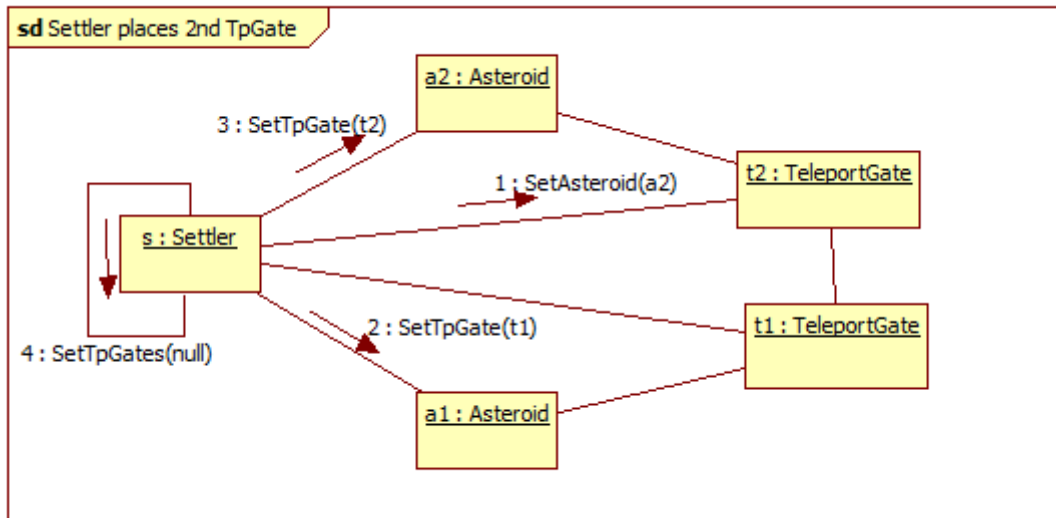 sd Settler places 2nd TpGate
a2 : Asteroid
3 : SetTpGate(t2)
t2 : TeleportGate
1 : SetAsteroid(a2)
s : Settler
t1 : TeleportGate
2 : SetTpGate(t1)
4 : SetTpGates(null)
a1 : Asteroid